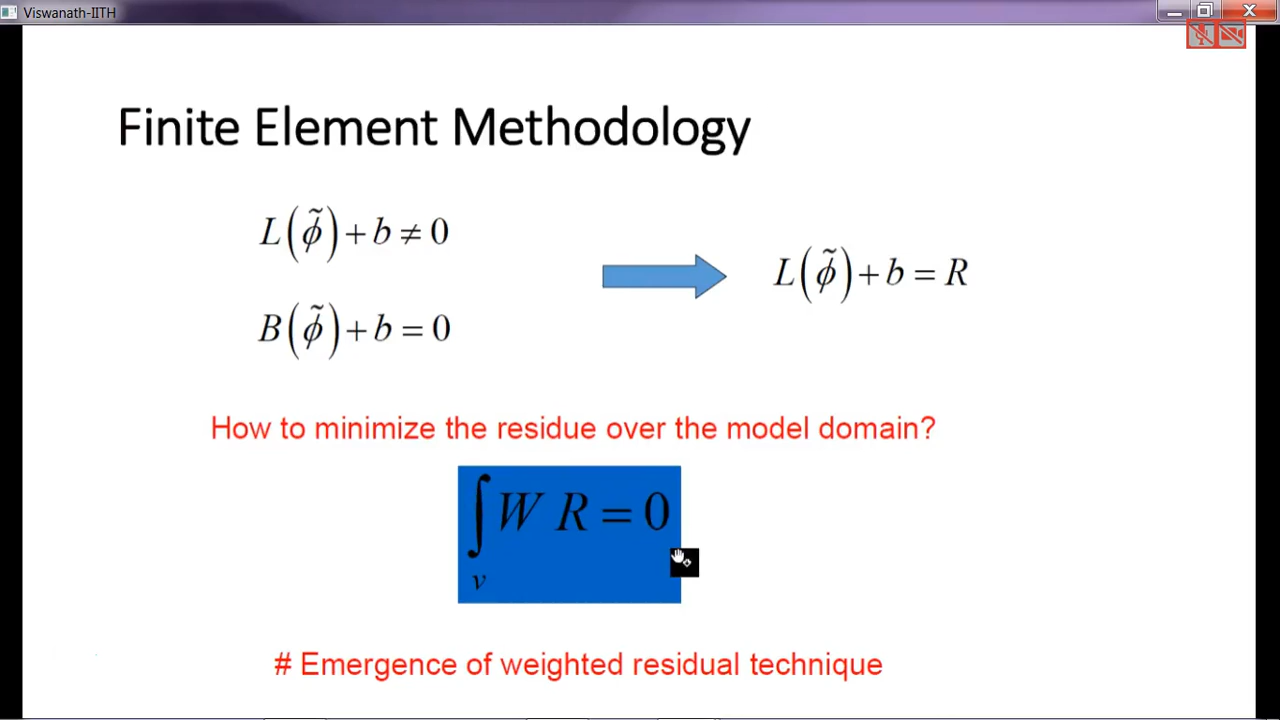 Viswanath-IITH
Finite Element Methodology
L(ϕ̃) + b ≠ 0
L(ϕ̃) + b = R
B(ϕ̃) + b = 0
How to minimize the residue over the model domain?
∫ W R = 0
v
# Emergence of weighted residual technique